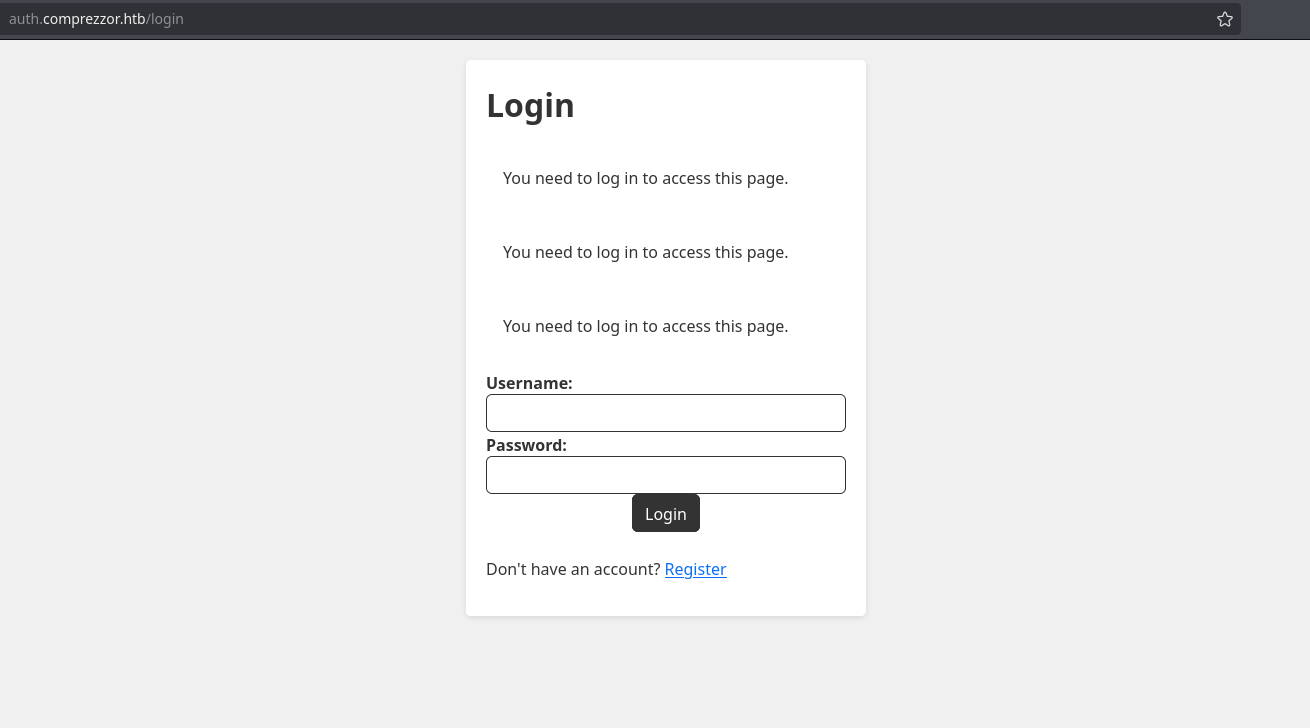 auth.comprezzor.htb/login
Login
You need to log in to access this page.
You need to log in to access this page.
You need to log in to access this page.
Username:
Password:
Login
Don't have an account? Register